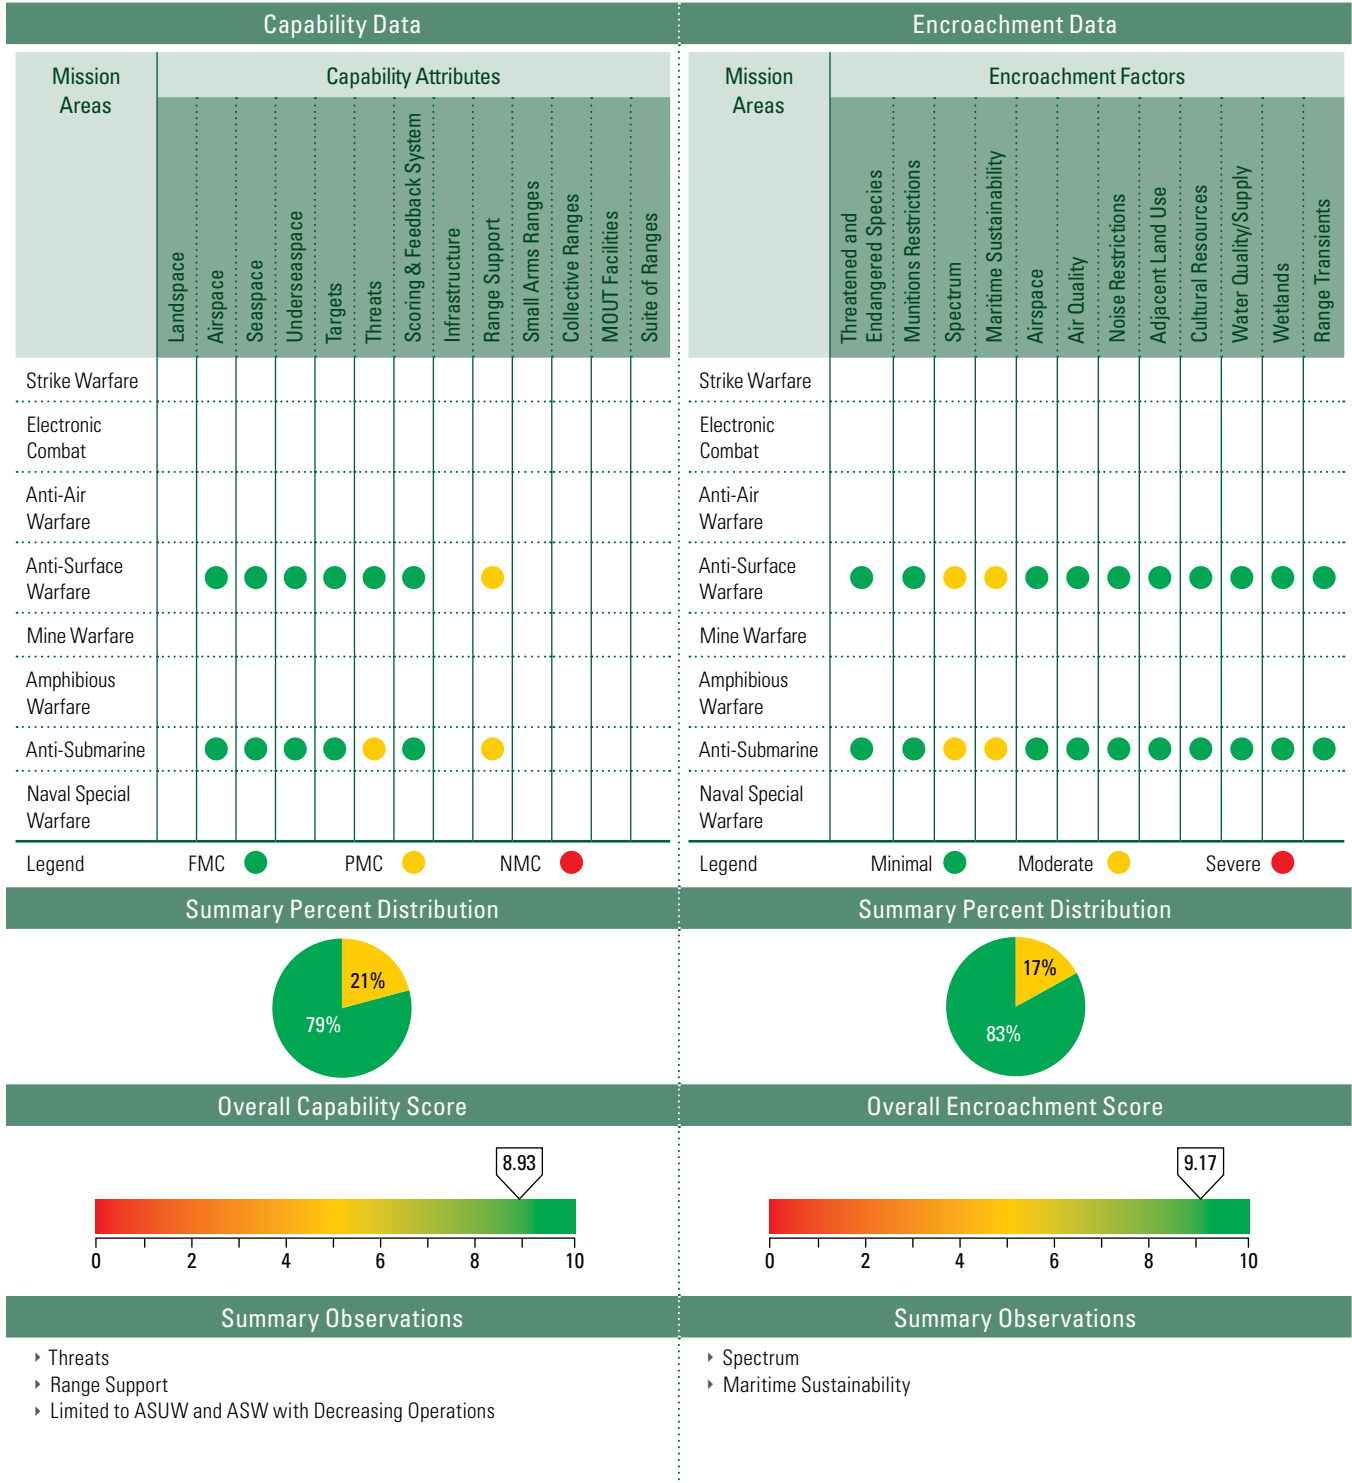 Capability Data
Mission
Areas
Capability Attributes
Landspace
Airspace
Seaspace
Underseaspace
Targets
Threats
Scoring & Feedback System
Infrastructure
Range Support
Small Arms Ranges
Collective Ranges
MOUT Facilities
Suite of Ranges
Strike Warfare
Electronic
Combat
Anti-Air
Warfare
Anti-Surface
Warfare
Mine Warfare
Amphibious
Warfare
Anti-Submarine
Naval Special
Warfare
Legend FMC PMC NMC
Summary Percent Distribution
21%
79%
Overall Capability Score
8.93
0 2 4 6 8 10
Summary Observations
‣ Threats
‣ Range Support
‣ Limited to ASUW and ASW with Decreasing Operations
Encroachment Data
Mission
Areas
Encroachment Factors
Threatened and
Endangered Species
Munitions Restrictions
Spectrum
Maritime Sustainability
Airspace
Air Quality
Noise Restrictions
Adjacent Land Use
Cultural Resources
Water Quality/Supply
Wetlands
Range Transients
Strike Warfare
Electronic
Combat
Anti-Air
Warfare
Anti-Surface
Warfare
Mine Warfare
Amphibious
Warfare
Anti-Submarine
Naval Special
Warfare
Legend Minimal Moderate Severe
Summary Percent Distribution
17%
83%
Overall Encroachment Score
9.17
0 2 4 6 8 10
Summary Observations
‣ Spectrum
‣ Maritime Sustainability